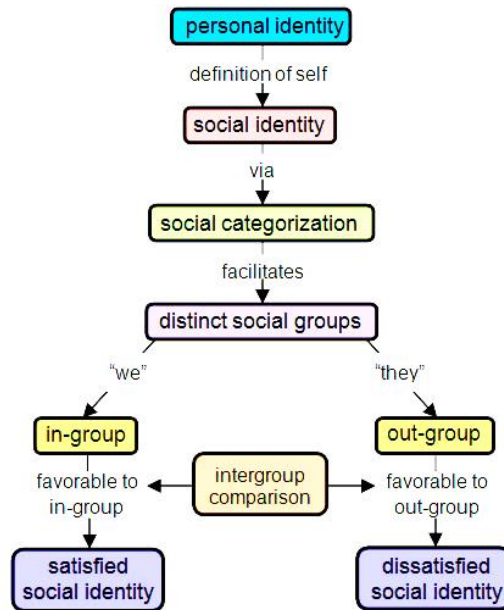 personal identity
definition of self
social identity
via
social categorization
facilitates
distinct social groups
“we”
“they”
in-group
out-group
favorable to
in-group
intergroup
comparison
favorable to
out-group
satisfied
social identity
dissatisfied
social identity